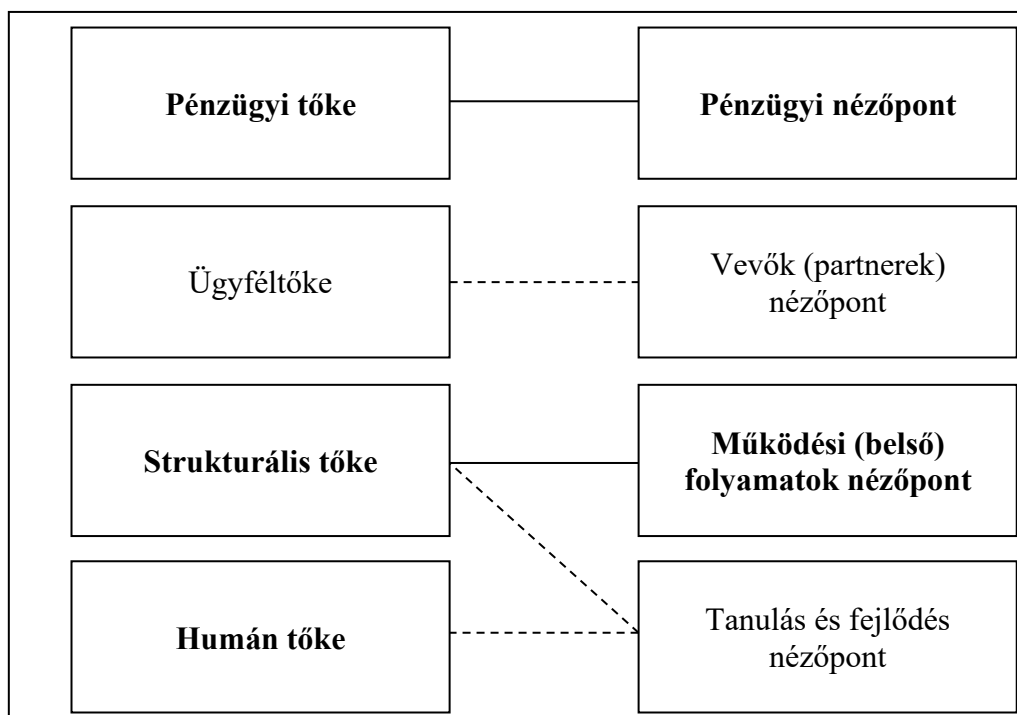 Pénzügyi tőke
Pénzügyi nézőpont
Ügyféltőke
Vevők (partnerek)
nézőpont
Strukturális tőke
Működési (belső)
folyamatok nézőpont
Humán tőke
Tanulás és fejlődés
nézőpont